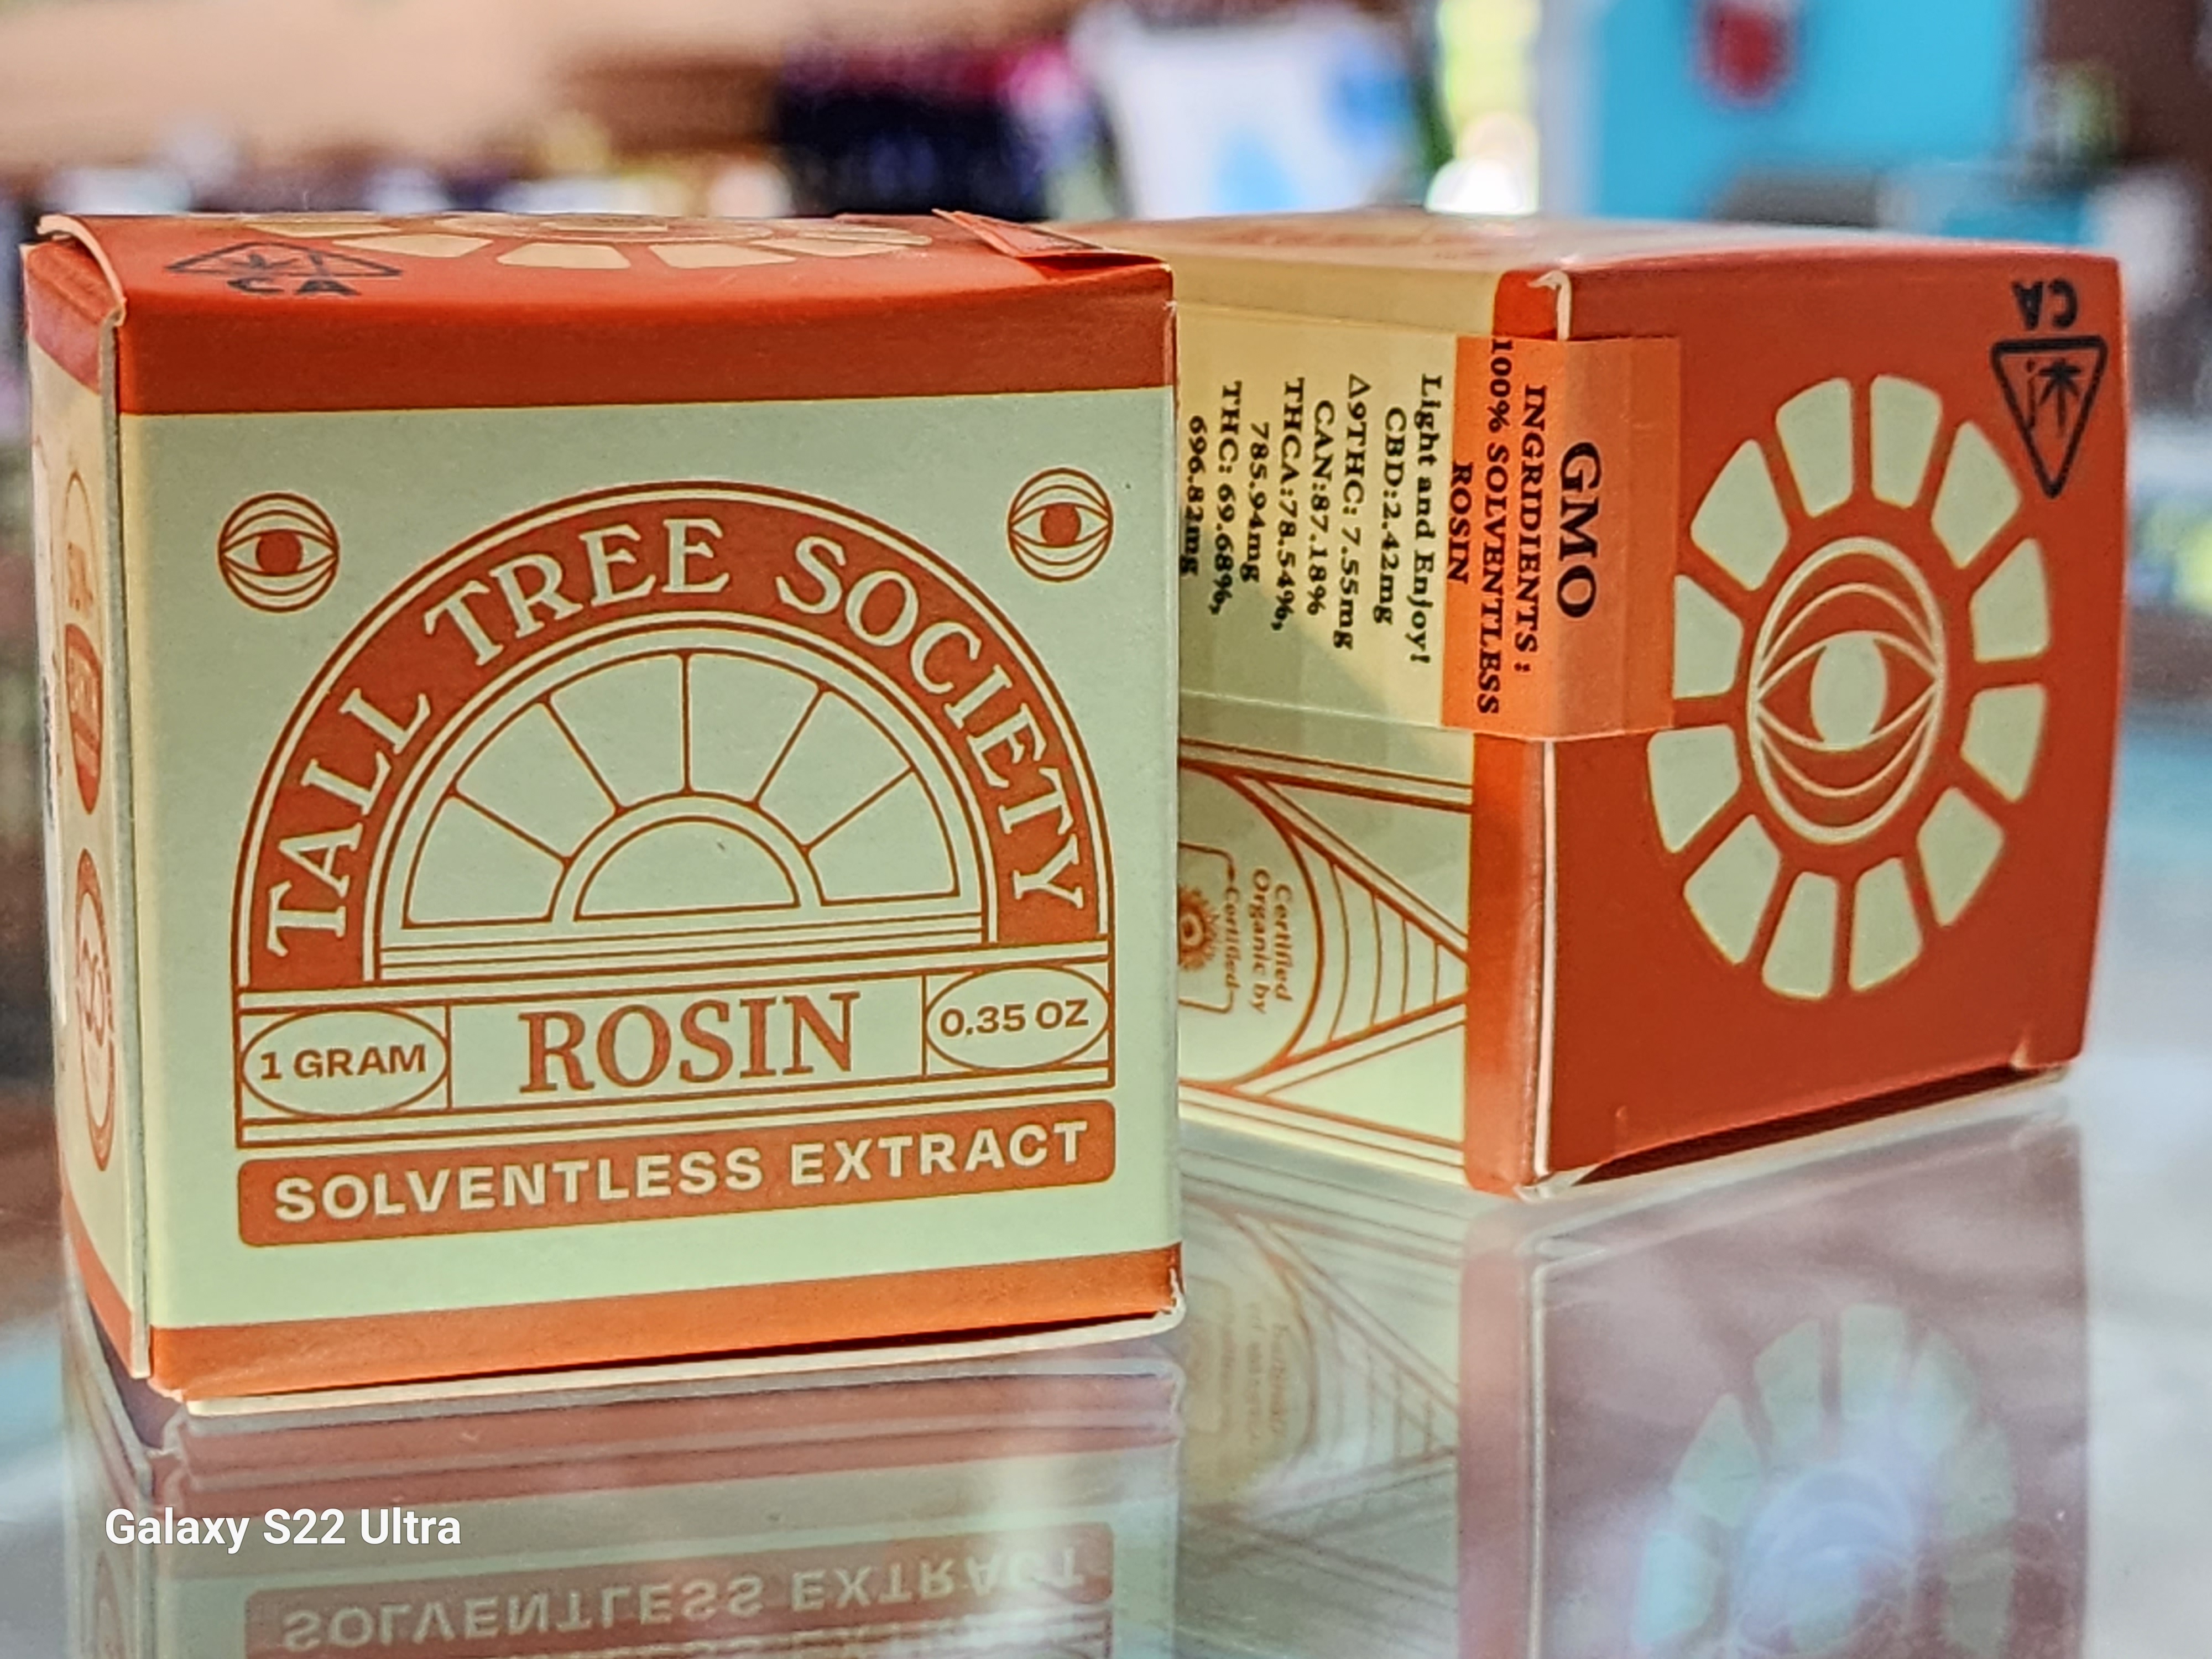 CA
TALL TREE SOCIETY
1 GRAM
ROSIN
0.35 OZ
SOLVENTLESS EXTRACT
GMO
INGRIDIENTS :
100% SOLVENTLESS
ROSIN
Light and Enjoy!
CBD:2.42mg
Δ9THC: 7.55mg
CAN:87.18%
THCA:78.54%,
785.94mg
THC: 69.68%,
696.82mg
Certified
Organic by
Certified
!
CA
Galaxy S22 Ultra
SOLVENTLESS EXTRACT